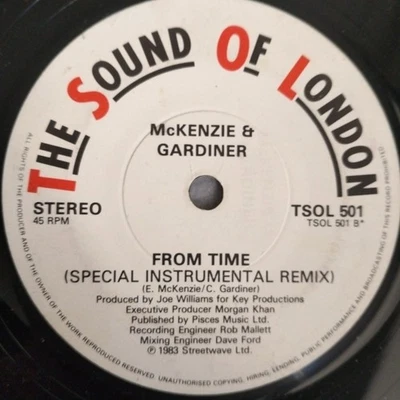 THE SOUND OF LONDON
McKENZIE &
GARDINER
STEREO
45 RPM
TSOL 501
TSOL 501 B*
FROM TIME
(SPECIAL INSTRUMENTAL REMIX)
(E. McKenzie/C. Gardiner)
Produced by Joe Williams for Key Productions
Executive Producer Morgan Khan
Published by Pisces Music Ltd.
Recording Engineer Rob Mallett
Mixing Engineer Dave Ford
℗ 1983 Streetwave Ltd.
ALL RIGHTS OF THE PRODUCER AND OF THE OWNER OF THE WORK REPRODUCED RESERVED. UNAUTHORISED COPYING, HIRING, LENDING, PUBLIC PERFORMANCE AND BROADCASTING OF THIS RECORD PROHIBITED